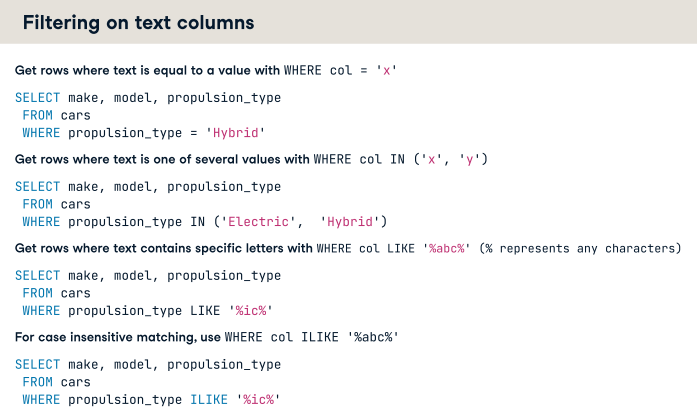 Filtering on text columns
Get rows where text is equal to a value with WHERE col = 'x'
SELECT make, model, propulsion_type
FROM cars
WHERE propulsion_type = 'Hybrid'
Get rows where text is one of several values with WHERE col IN ('x', 'y')
SELECT make, model, propulsion_type
FROM cars
WHERE propulsion_type IN ('Electric', 'Hybrid')
Get rows where text contains specific letters with WHERE col LIKE '%abc%' (% represents any characters)
SELECT make, model, propulsion_type
FROM cars
WHERE propulsion_type LIKE '%ic%'
For case insensitive matching, use WHERE col ILIKE '%abc%'
SELECT make, model, propulsion_type
FROM cars
WHERE propulsion_type ILIKE '%ic%'